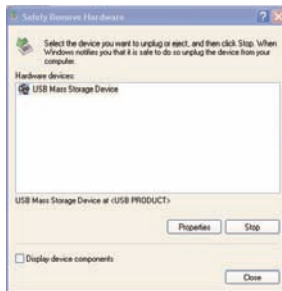 Safely Remove Hardware
Select the device you want to unplug or eject, and then click Stop. When
Windows notifies you that it is safe to do so unplug the device from your
computer.
Hardware devices:
USB Mass Storage Device
USB Mass Storage Device at <USB PRODUCT>
Properties
Stop
Display device components
Close